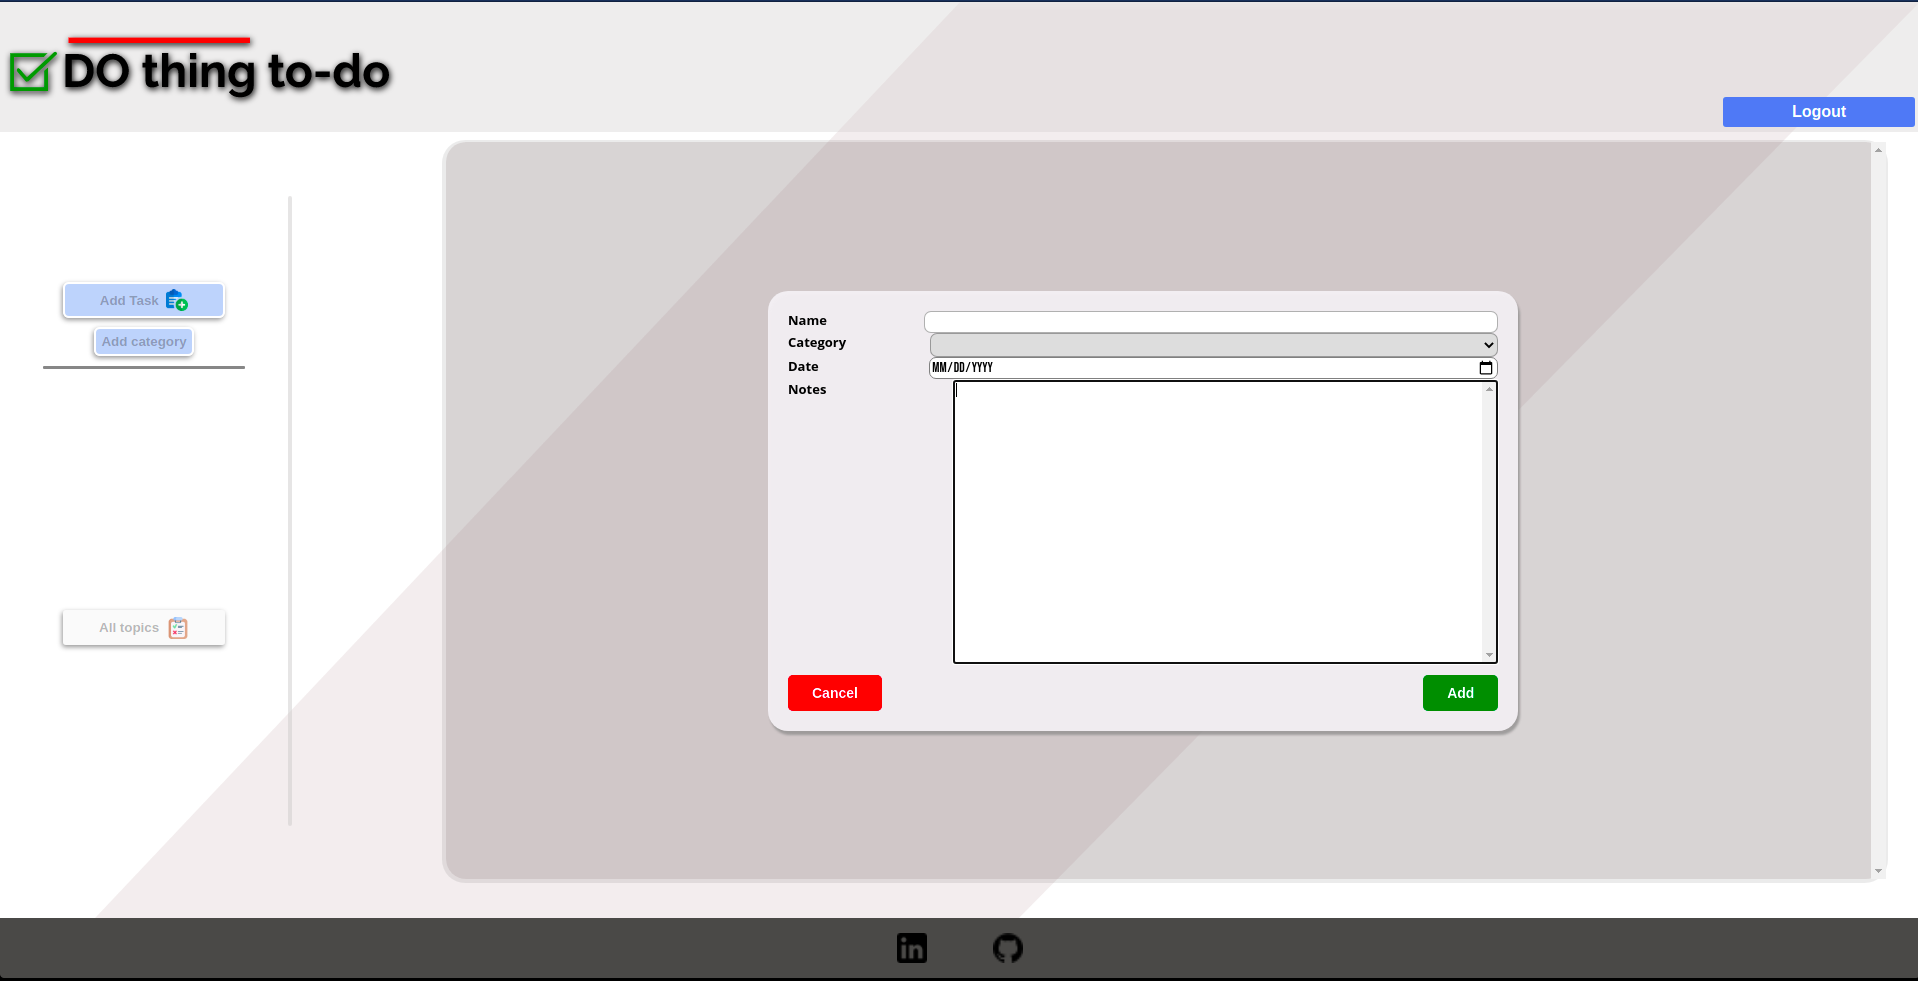 DO thing to-do
Logout
Add Task
Add category
All topics
Name
Category
Date
MM/DD/YYYY
Notes
Cancel
Add
in